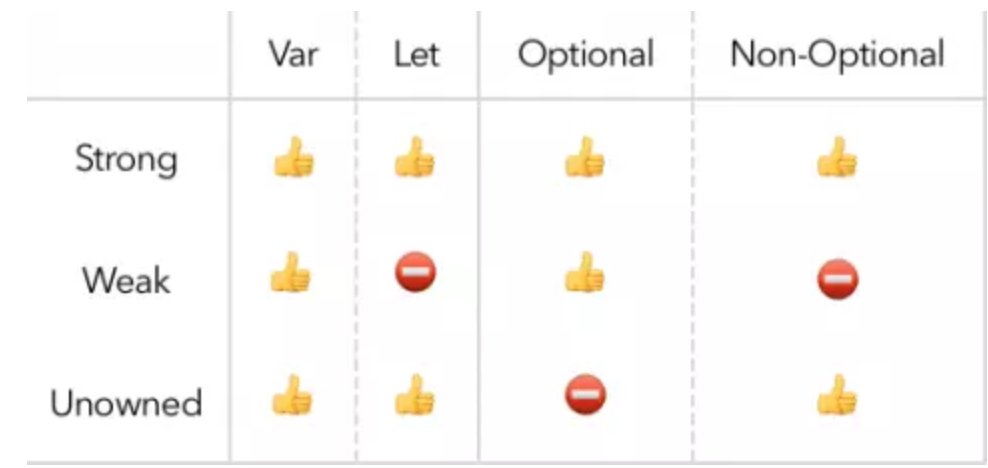 Var Let Optional Non-Optional
Strong 👍 👍 👍 👍
Weak 👍 ⛔ 👍 ⛔
Unowned 👍 👍 ⛔ 👍